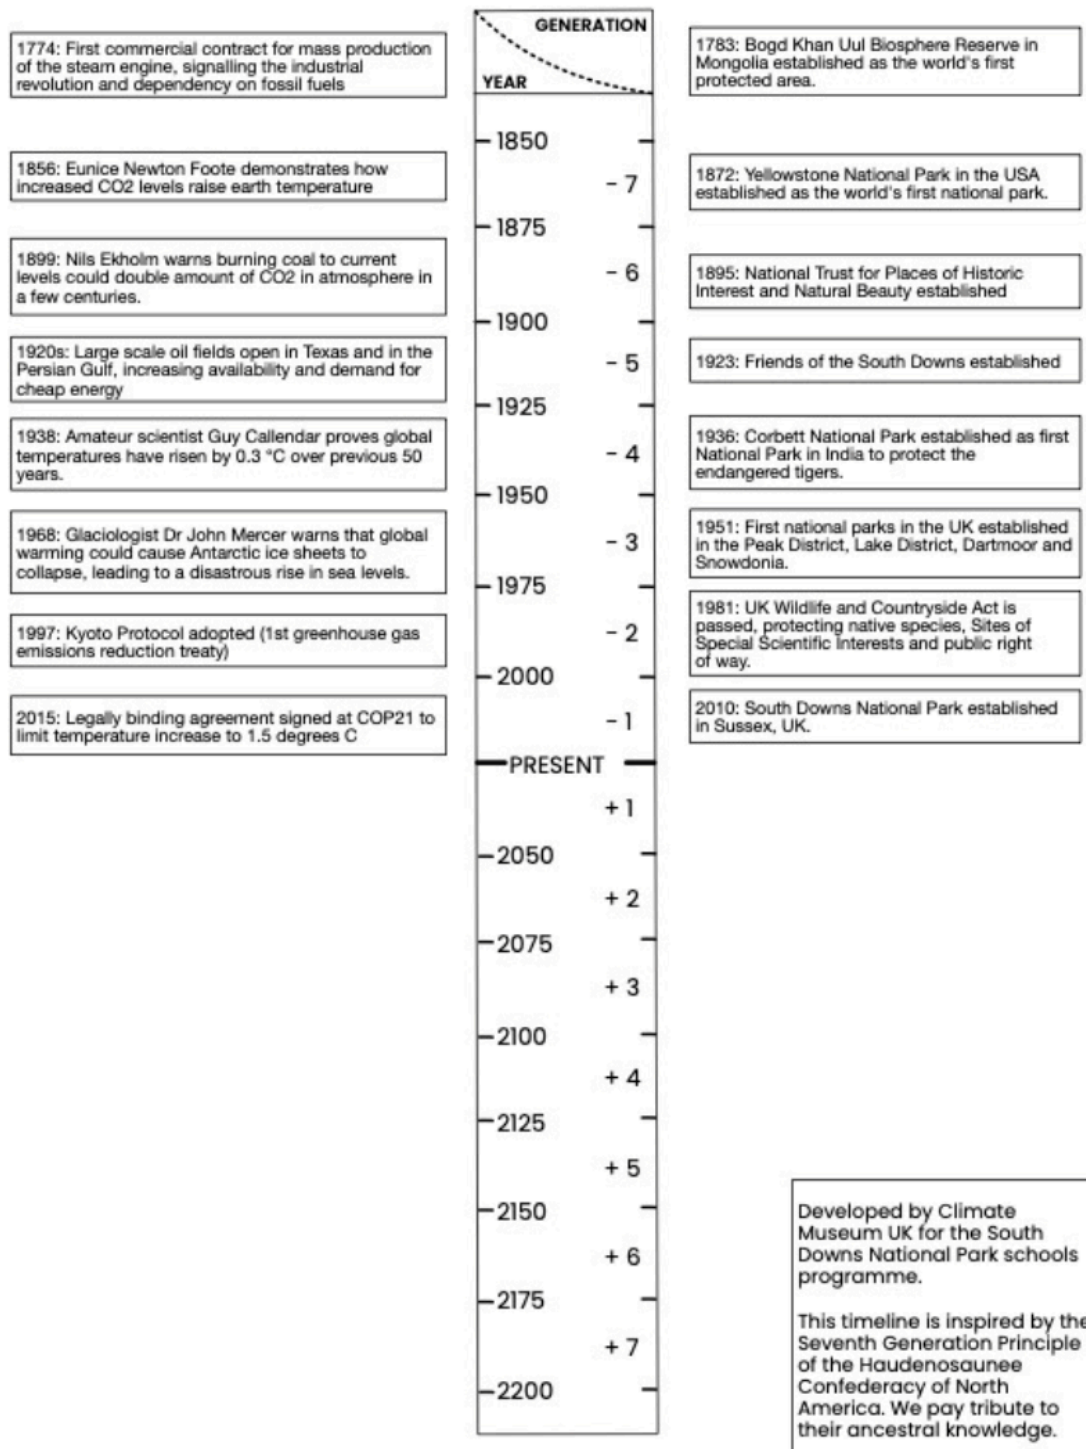 GENERATION
YEAR
1774: First commercial contract for mass production
of the steam engine, signalling the industrial
revolution and dependency on fossil fuels
1783: Bogd Khan Uul Biosphere Reserve in
Mongolia established as the world's first
protected area.
1850
1856: Eunice Newton Foote demonstrates how
increased CO2 levels raise earth temperature
- 7
1872: Yellowstone National Park in the USA
established as the world's first national park.
1875
1899: Nils Ekholm warns burning coal to current
levels could double amount of CO2 in atmosphere in
a few centuries.
- 6
1895: National Trust for Places of Historic
Interest and Natural Beauty established
1900
1920s: Large scale oil fields open in Texas and in the
Persian Gulf, increasing availability and demand for
cheap energy
- 5
1923: Friends of the South Downs established
1925
1938: Amateur scientist Guy Callendar proves global
temperatures have risen by 0.3 °C over previous 50
years.
- 4
1936: Corbett National Park established as first
National Park in India to protect the
endangered tigers.
1950
1968: Glaciologist Dr John Mercer warns that global
warming could cause Antarctic ice sheets to
collapse, leading to a disastrous rise in sea levels.
- 3
1951: First national parks in the UK established
in the Peak District, Lake District, Dartmoor and
Snowdonia.
1975
1997: Kyoto Protocol adopted (1st greenhouse gas
emissions reduction treaty)
- 2
1981: UK Wildlife and Countryside Act is
passed, protecting native species, Sites of
Special Scientific Interests and public right
of way.
2000
2015: Legally binding agreement signed at COP21 to
limit temperature increase to 1.5 degrees C
- 1
2010: South Downs National Park established
in Sussex, UK.
PRESENT
+ 1
2050
+ 2
2075
+ 3
2100
+ 4
2125
+ 5
2150
+ 6
2175
+ 7
2200
Developed by Climate
Museum UK for the South
Downs National Park schools
programme.
This timeline is inspired by the
Seventh Generation Principle
of the Haudenosaunee
Confederacy of North
America. We pay tribute to
their ancestral knowledge.